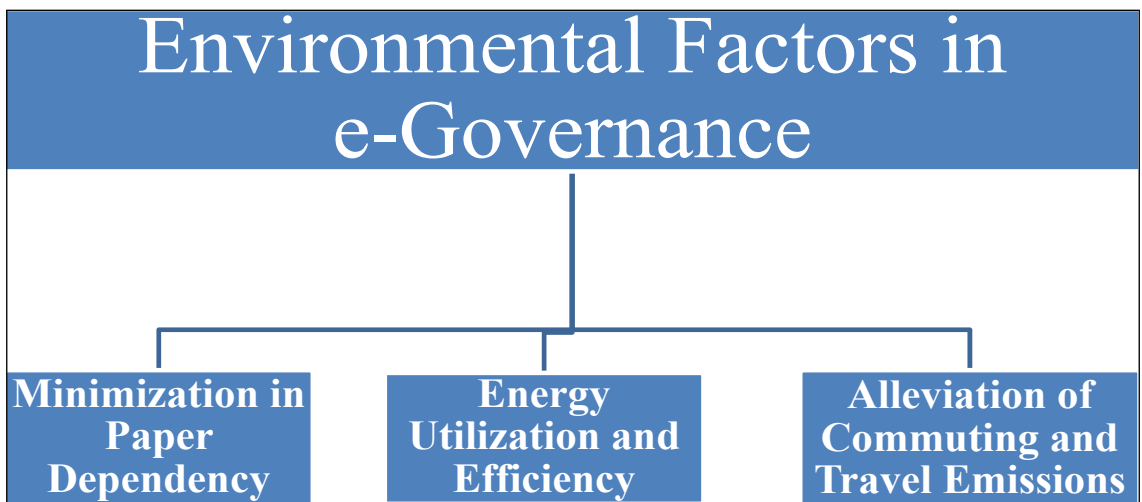 Environmental Factors in
e-Governance
Minimization in
Paper
Dependency
Energy
Utilization and
Efficiency
Alleviation of
Commuting and
Travel Emissions